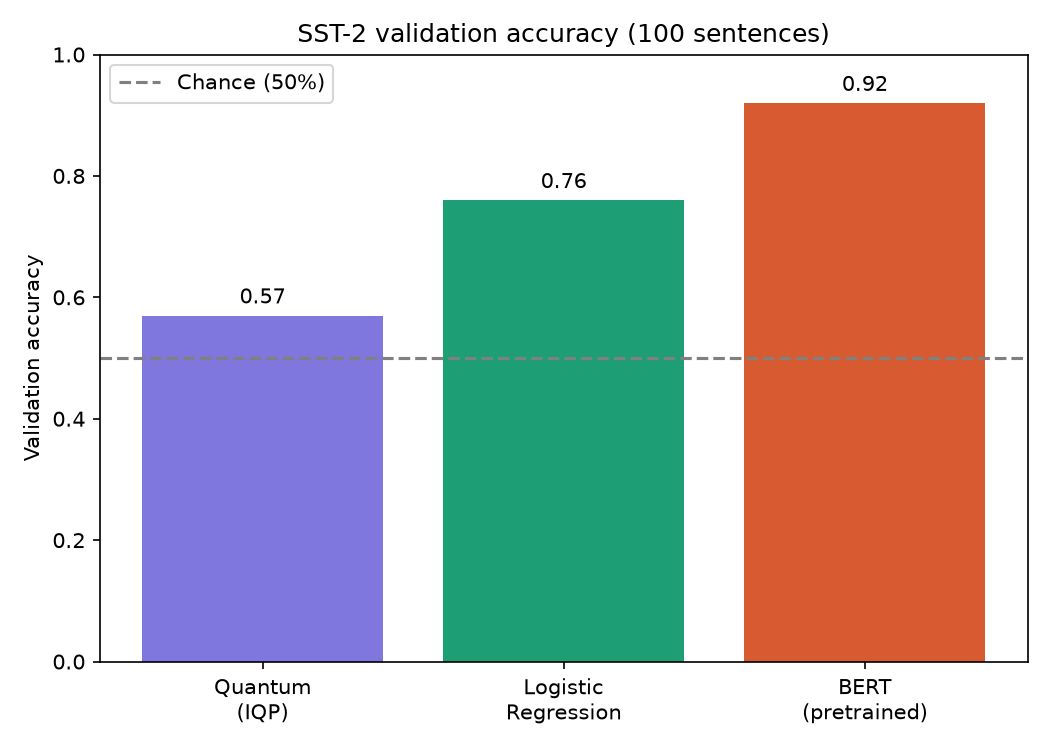 SST-2 validation accuracy (100 sentences)
1.0
Chance (50%)
0.92
0.8
0.76
0.6
0.57
Validation accuracy
0.4
0.2
0.0
Quantum
(IQP)
Logistic
Regression
BERT
(pretrained)